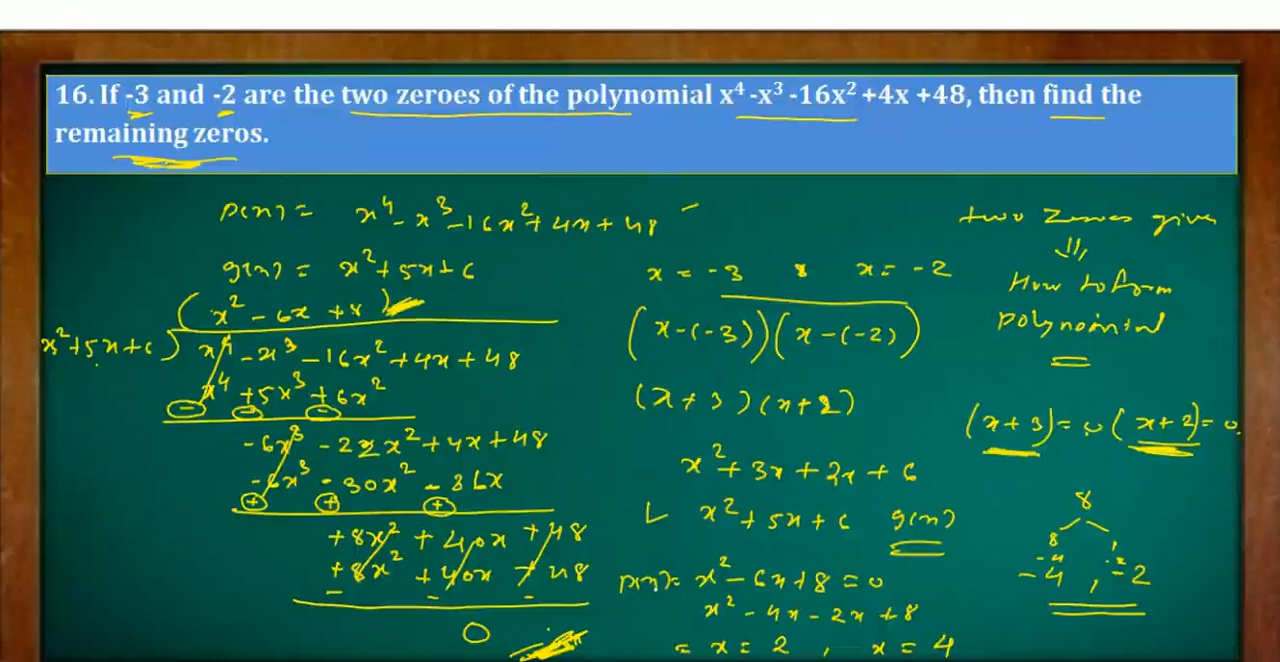 16. If -3 and -2 are the two zeroes of the polynomial x⁴ -x³ -16x² +4x +48, then find the
remaining zeros.
p(x) = x⁴ - x³ - 16x² + 4x + 48
g(x) = x² + 5x + 6
(x² - 6x + 8)
x² + 5x + 6 ) x⁴ - x³ - 16x² + 4x + 48
x⁴ + 5x³ + 6x²
- - -
-6x³ - 22x² + 4x + 48
-6x³ - 30x² - 36x
+ + +
+8x² + 40x + 48
+8x² + 40x + 48
- - -
0
x = -3 & x = -2
(x-(-3))(x-(-2))
(x+3)(x+2)
x² + 3x + 2x + 6
x² + 5x + 6 g(x)
p(x) = x² - 6x + 8 = 0
x² - 4x - 2x + 8
= x = 2 , x = 4
two zeroes given
⇓
How to form
polynomial
(x+3) = 0 (x+2) = 0
8
8 1
-4 -2
-4 , -2